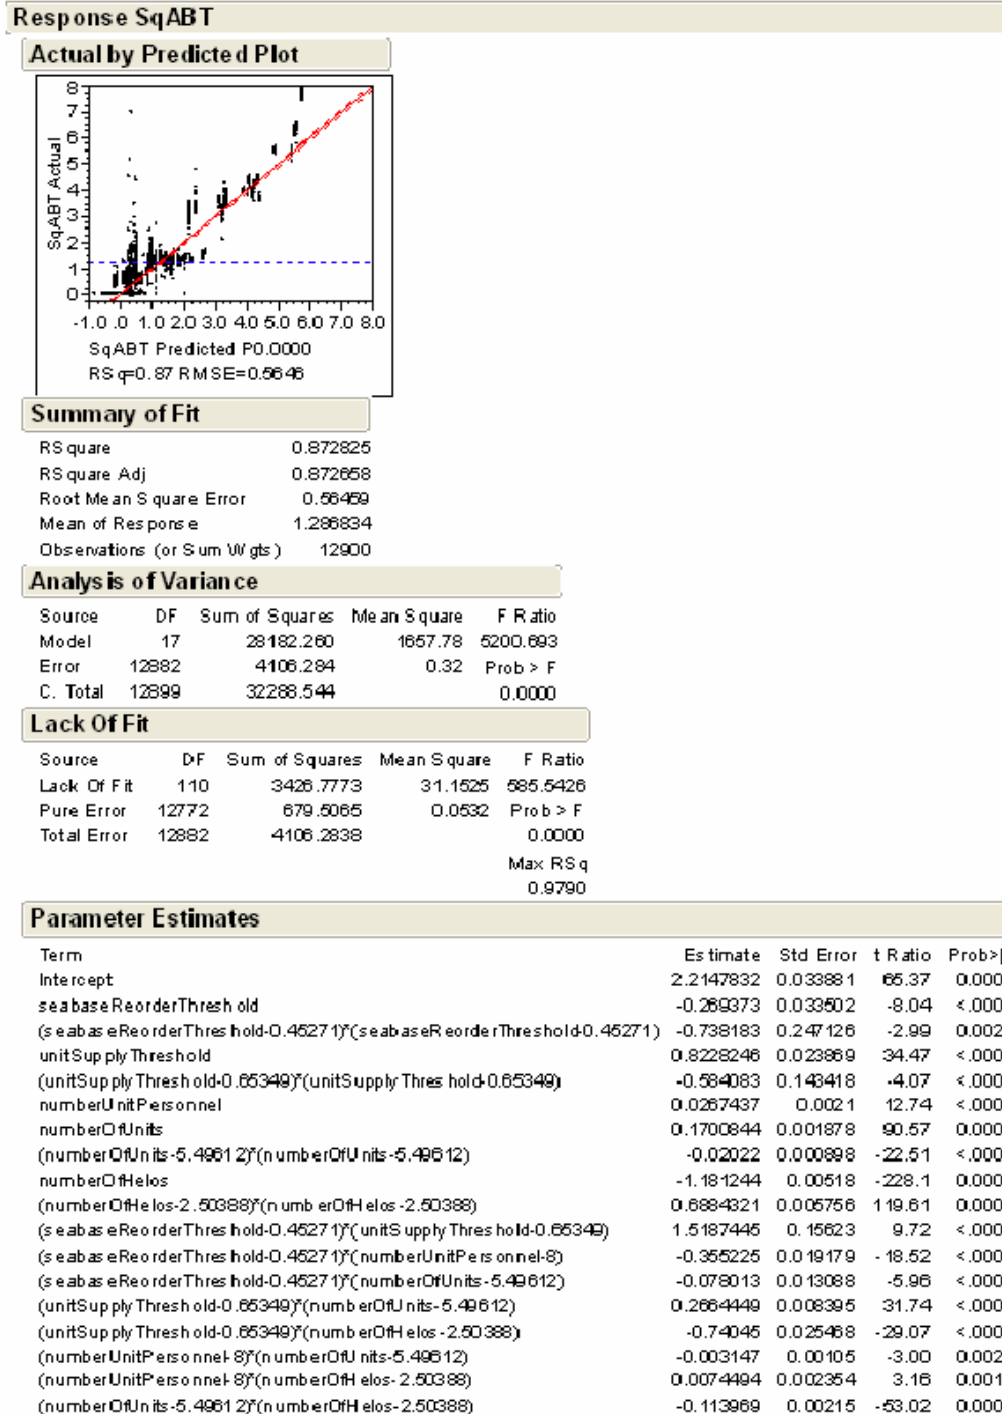 Response SqABT
Actual by Predicted Plot
8
7
6
5
4
3
2
1
0
SqABT Actual
-1.0 .0 1.0 2.0 3.0 4.0 5.0 6.0 7.0 8.0
SqABT Predicted P0.0000
RSq=0.87 RMSE=0.5646
Summary of Fit
RSquare 0.872825
RSquare Adj 0.872658
Root Mean Square Error 0.56459
Mean of Response 1.286834
Observations (or Sum Wgts) 12900
Analysis of Variance
Source DF Sum of Squares Mean Square F Ratio
Model 17 28182.260 1657.78 5200.693
Error 12882 4106.284 0.32 Prob > F
C. Total 12899 32288.544 0.0000
Lack Of Fit
Source DF Sum of Squares Mean Square F Ratio
Lack Of Fit 110 3426.7773 31.1525 585.5426
Pure Error 12772 679.5065 0.0532 Prob > F
Total Error 12882 4106.2838 0.0000
Max RSq
0.9790
Parameter Estimates
Term Estimate Std Error t Ratio Prob>|
Intercept 2.2147832 0.033881 65.37 0.000
seabaseReorderThreshold -0.269373 0.033502 -8.04 <.000
(seabaseReorderThreshold-0.45271)*(seabaseReorderThreshold-0.45271) -0.738183 0.247126 -2.99 0.002
unitSupplyThreshold 0.8228246 0.023869 34.47 <.000
(unitSupplyThreshold-0.65349)*(unitSupplyThreshold-0.65349) -0.584083 0.143418 -4.07 <.000
numberUnitPersonnel 0.0267437 0.0021 12.74 <.000
numberOfUnits 0.1700844 0.001878 90.57 0.000
(numberOfUnits-5.49612)*(numberOfUnits-5.49612) -0.02022 0.000898 -22.51 <.000
numberOfHelos -1.181244 0.00518 -228.1 0.000
(numberOfHelos-2.50388)*(numberOfHelos-2.50388) 0.6884321 0.005756 119.61 0.000
(seabaseReorderThreshold-0.45271)*(unitSupplyThreshold-0.65349) 1.5187445 0.15623 9.72 <.000
(seabaseReorderThreshold-0.45271)*(numberUnitPersonnel-8) -0.355225 0.019179 -18.52 <.000
(seabaseReorderThreshold-0.45271)*(numberOfUnits-5.49612) -0.078013 0.013088 -5.96 <.000
(unitSupplyThreshold-0.65349)*(numberOfUnits-5.49612) 0.2664449 0.008395 31.74 <.000
(unitSupplyThreshold-0.65349)*(numberOfHelos-2.50388) -0.74045 0.025468 -29.07 <.000
(numberUnitPersonnel-8)*(numberOfUnits-5.49612) -0.003147 0.00105 -3.00 0.002
(numberUnitPersonnel-8)*(numberOfHelos-2.50388) 0.0074494 0.002354 3.16 0.001
(numberOfUnits-5.49612)*(numberOfHelos-2.50388) -0.113969 0.00215 -53.02 0.000